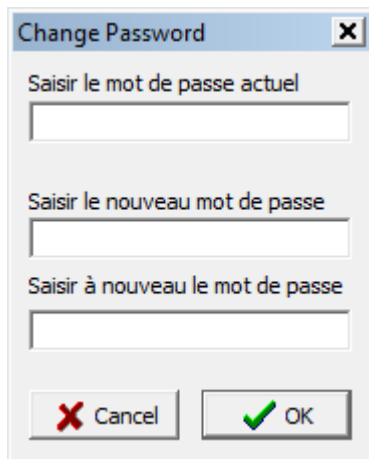 Change Password
Saisir le mot de passe actuel
Saisir le nouveau mot de passe
Saisir à nouveau le mot de passe
Cancel OK